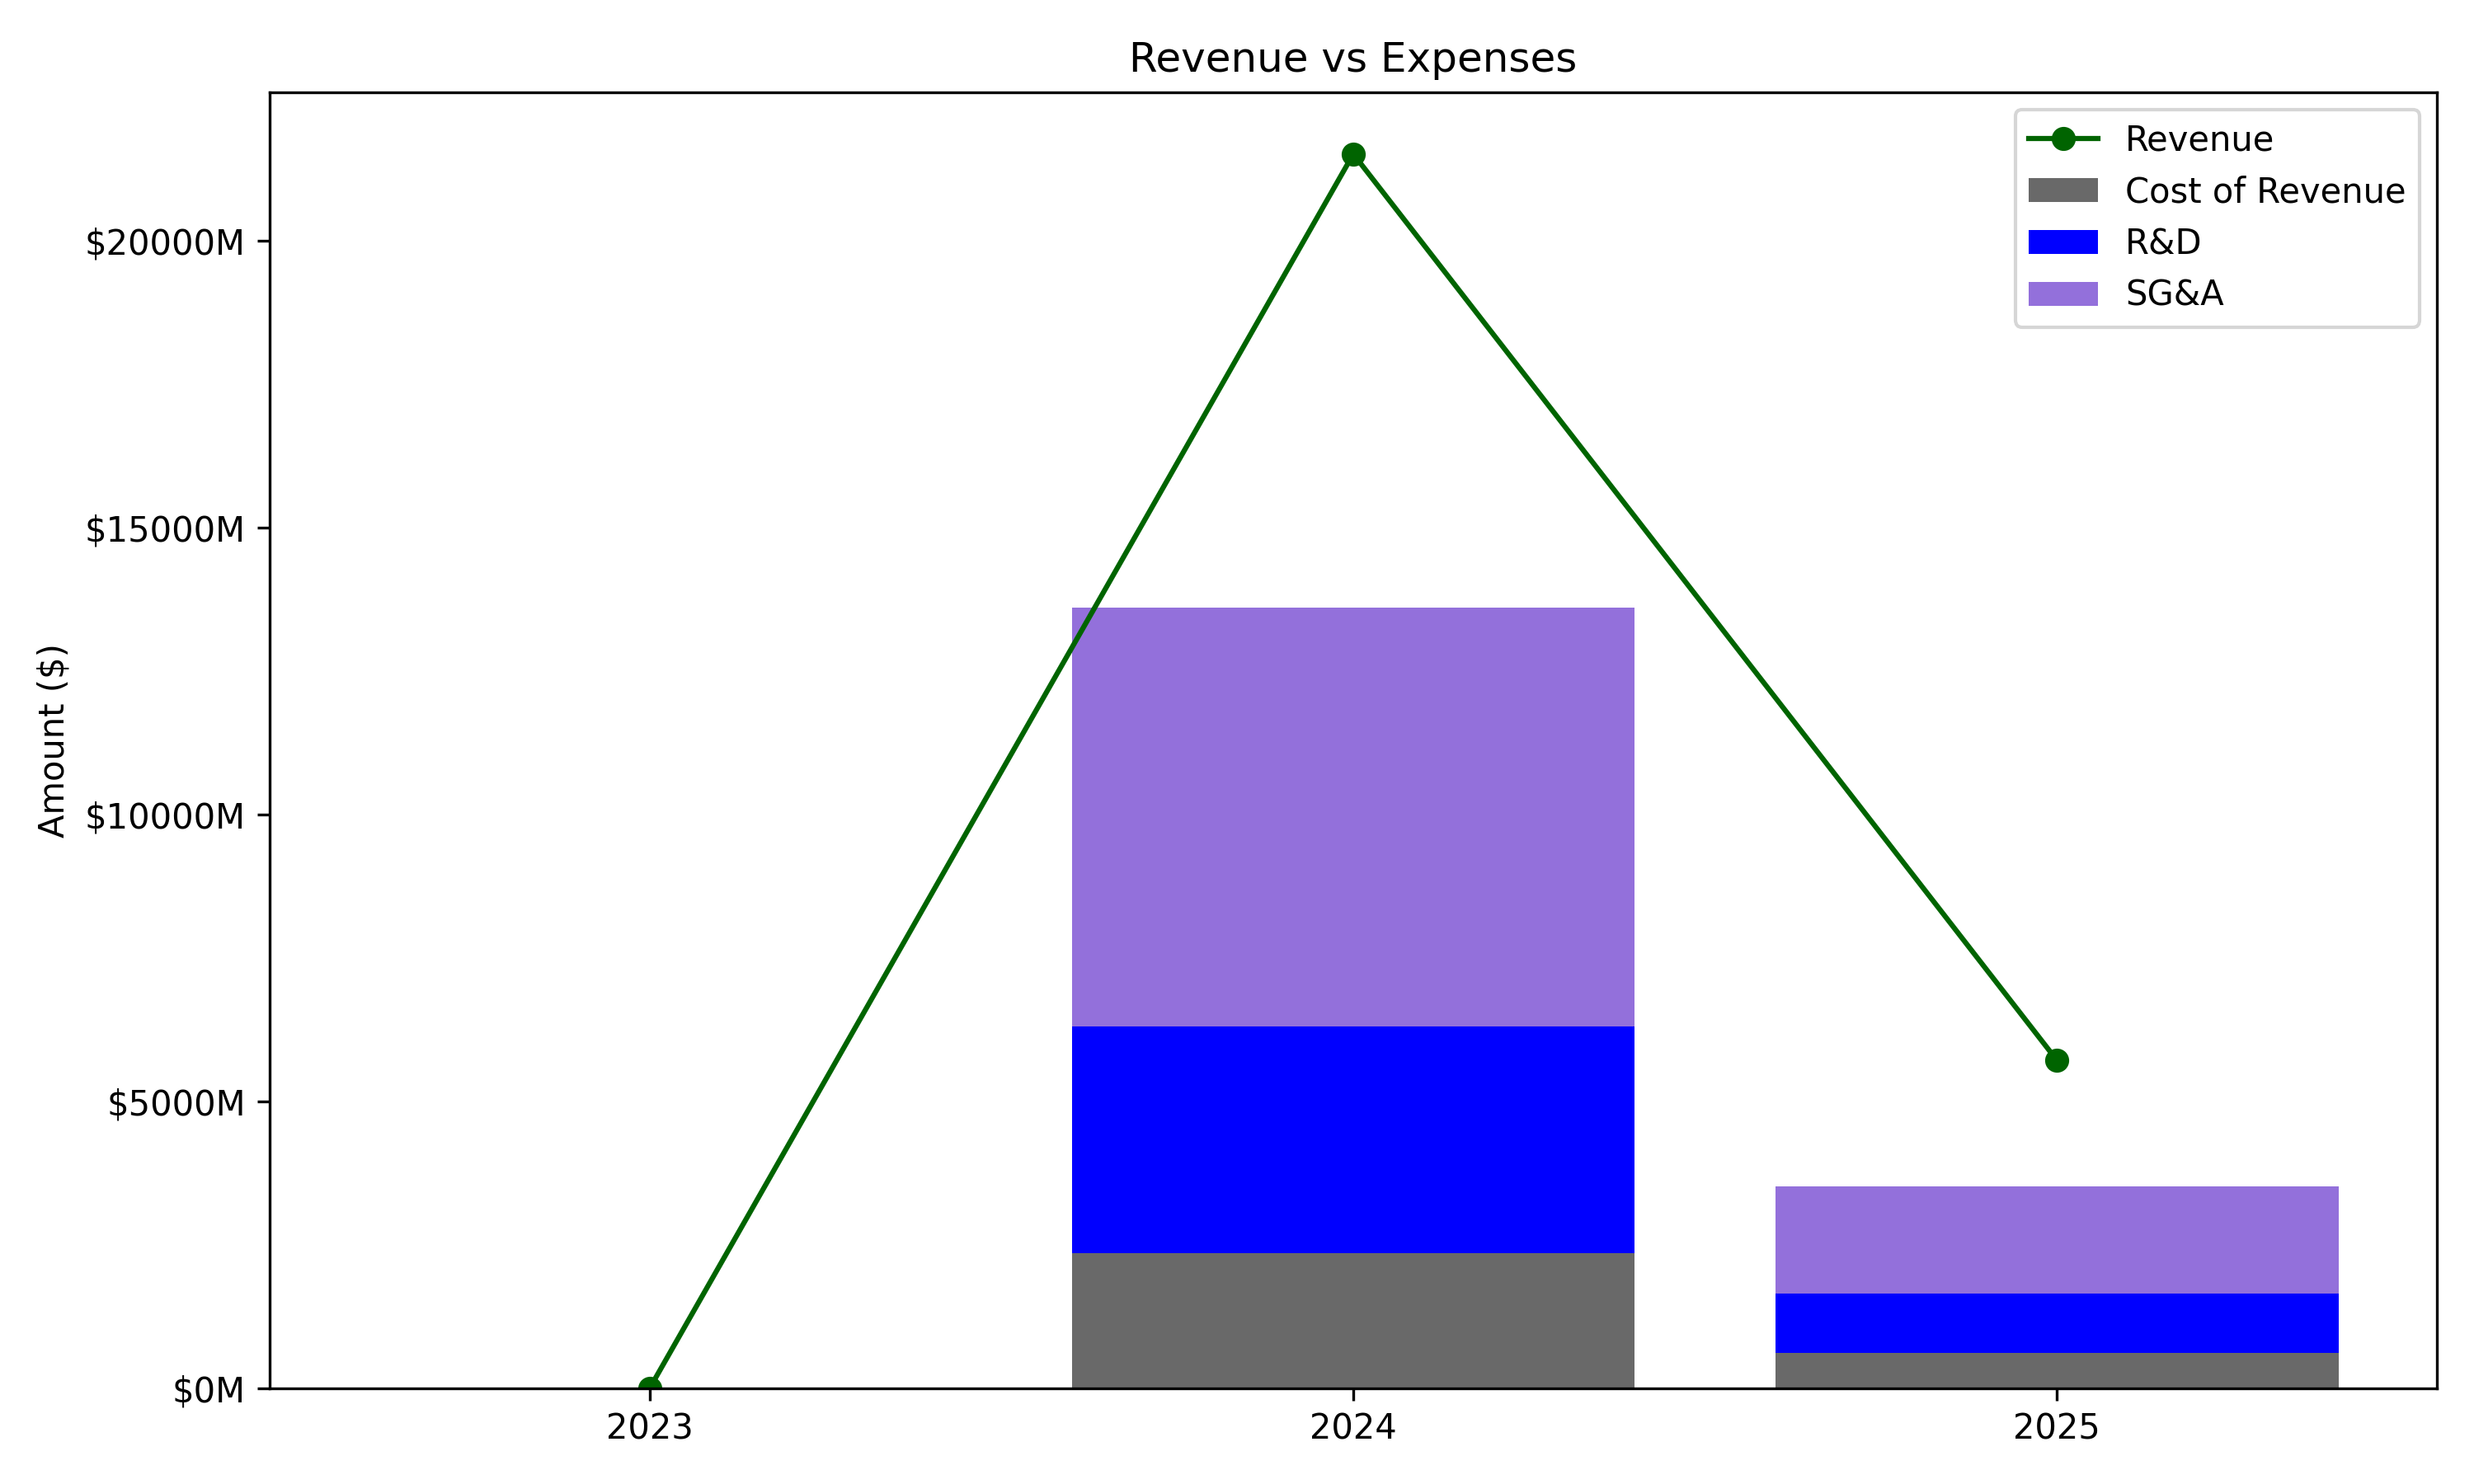 Revenue vs Expenses
Revenue
Cost of Revenue
R&D
SG&A
Amount ($)
$20000M
$15000M
$10000M
$5000M
$0M
2023
2024
2025